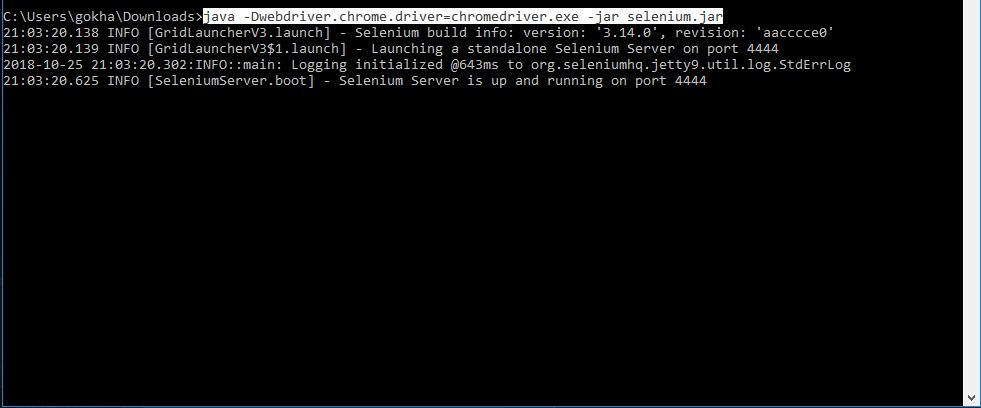 C:\Users\gokha\Downloads>java -Dwebdriver.chrome.driver=chromedriver.exe -jar selenium.jar
21:03:20.138 INFO [GridLauncherV3.launch] - Selenium build info: version: '3.14.0', revision: 'aacccce0'
21:03:20.139 INFO [GridLauncherV3$1.launch] - Launching a standalone Selenium Server on port 4444
2018-10-25 21:03:20.302:INFO::main: Logging initialized @643ms to org.seleniumhq.jetty9.util.log.StdErrLog
21:03:20.625 INFO [SeleniumServer.boot] - Selenium Server is up and running on port 4444